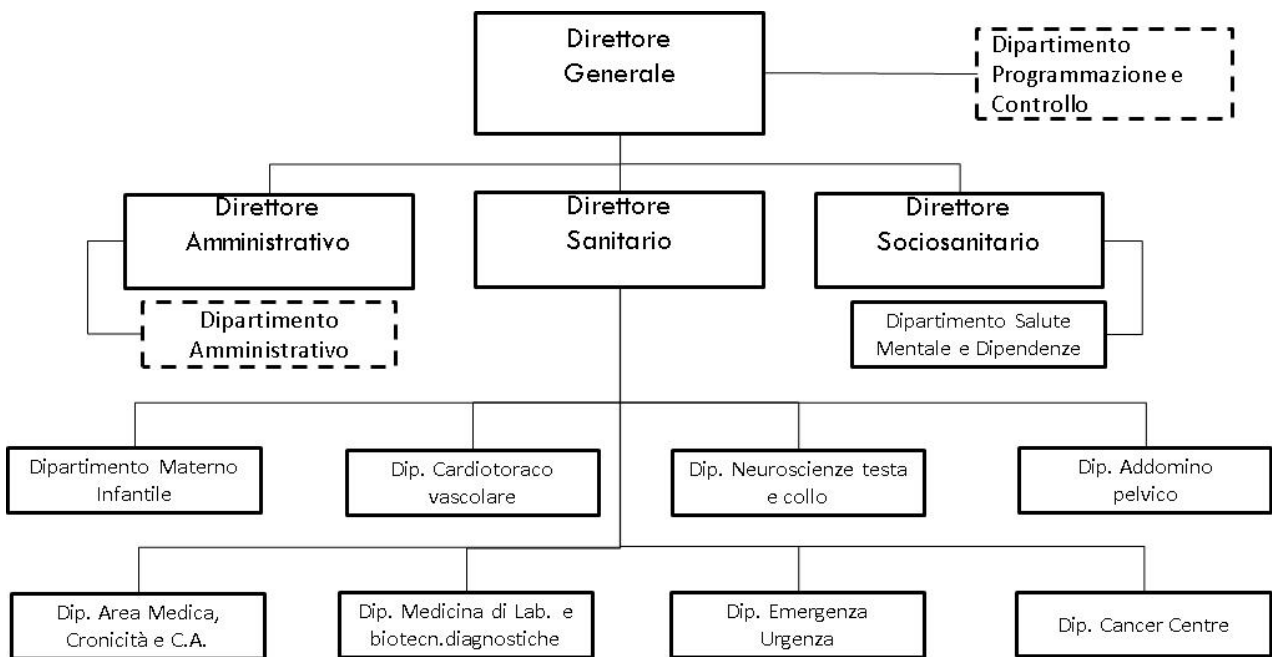 Direttore
Generale
Dipartimento
Programmazione e
Controllo
Direttore
Amministrativo
Direttore
Sanitario
Direttore
Sociosanitario
Dipartimento
Amministrativo
Dipartimento Salute
Mentale e Dipendenze
Dipartimento Materno
Infantile
Dip. Cardiotoraco
vascolare
Dip. Neuroscienze testa
e collo
Dip. Addomino
pelvico
Dip. Area Medica,
Cronicità e C.A.
Dip. Medicina di Lab. e
biotecn.diagnostiche
Dip. Emergenza
Urgenza
Dip. Cancer Centre